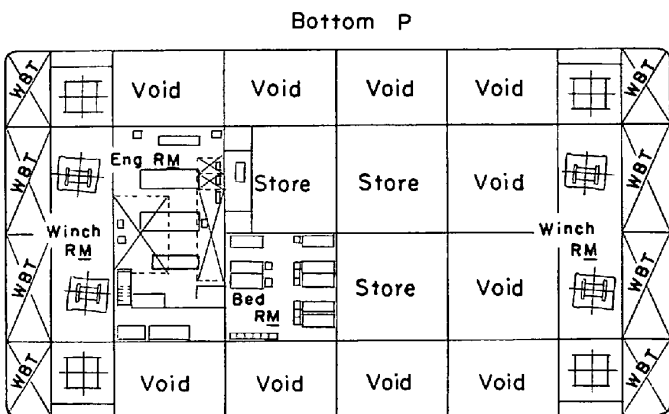 Bottom P
WBT Void Void Void Void WBT
WBT Eng RM Store Store Void WBT
Winch RM Winch RM
WBT Bed RM Store Void WBT
WBT Void Void Void Void WBT